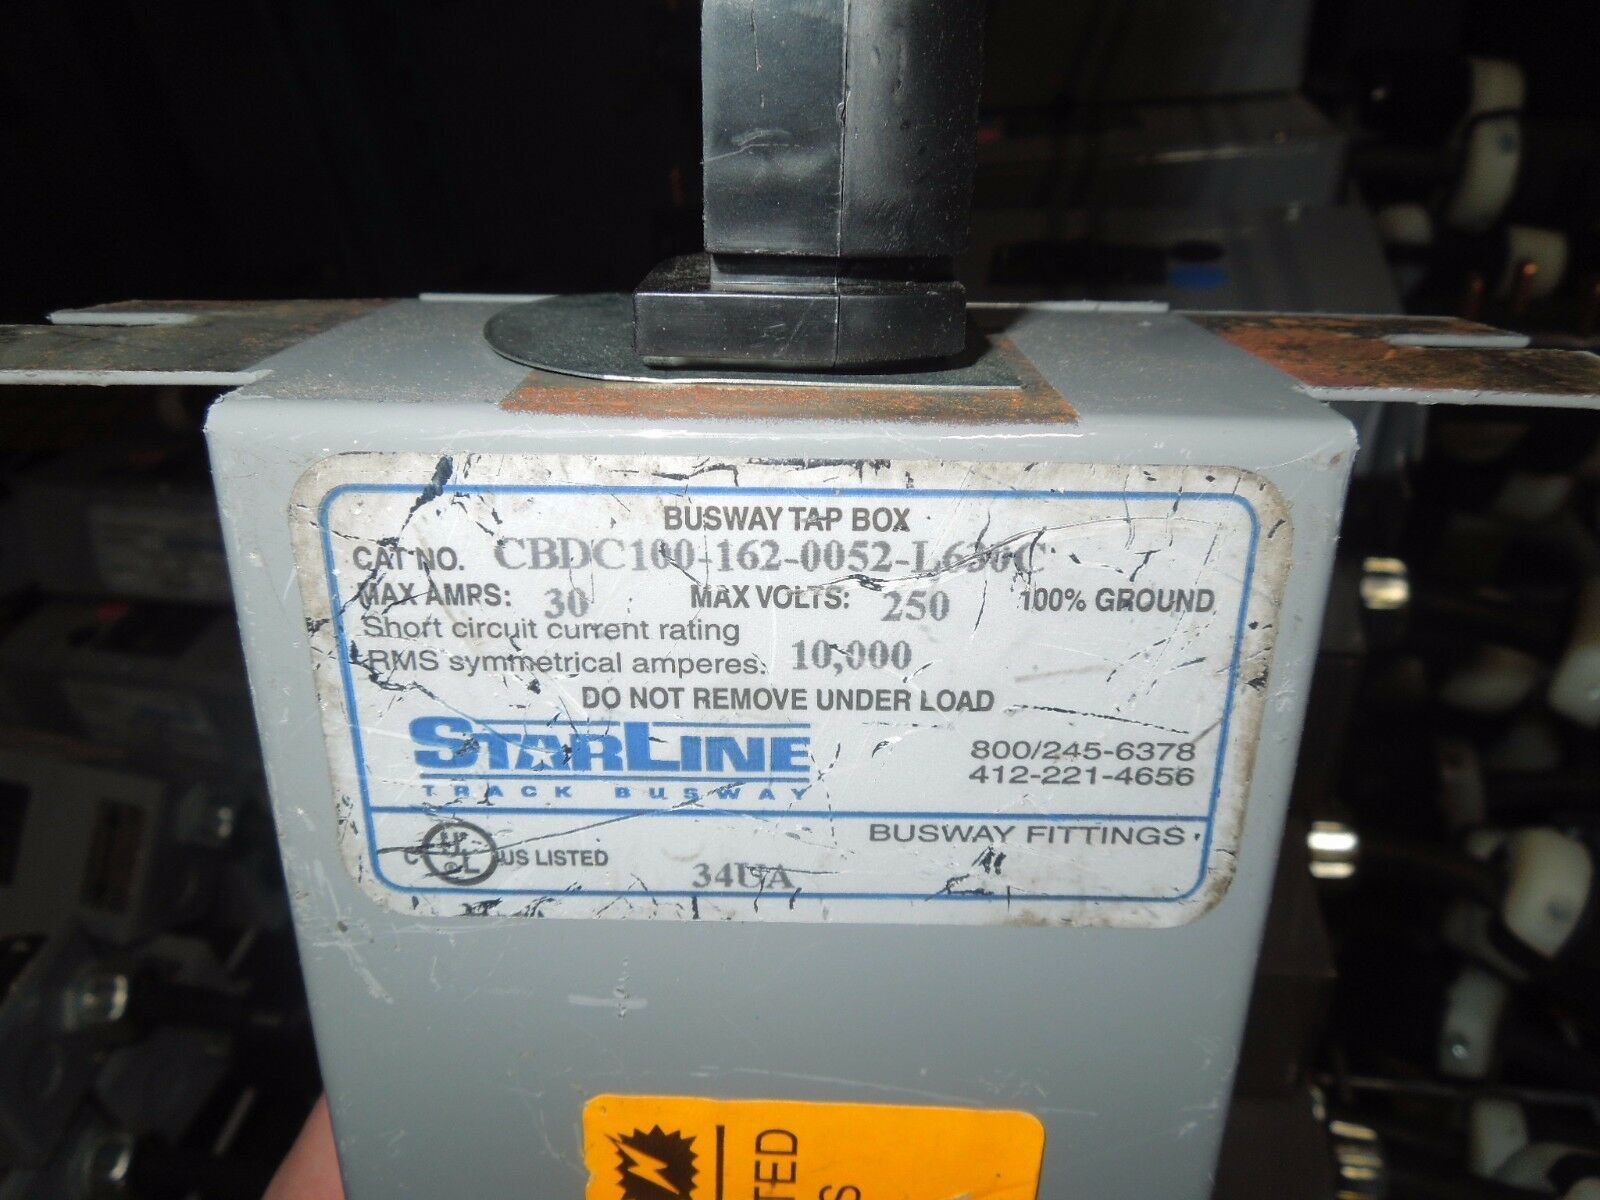 BUSWAY TAP BOX
CAT NO. CBDC100-162-0052-L630C
MAX AMPS: 30 MAX VOLTS: 250 100% GROUND
Short circuit current rating
RMS symmetrical amperes: 10,000
DO NOT REMOVE UNDER LOAD
STARLINE
TRACK BUSWAY
800/245-6378
412-221-4656
C UL US LISTED
34UA
BUSWAY FITTINGS